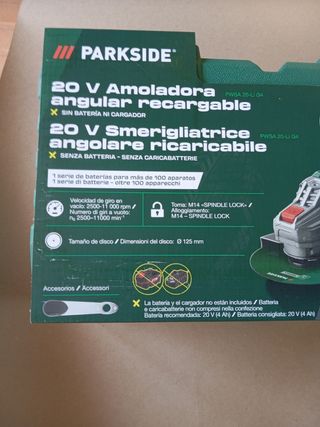 /// PARKSIDE®
20 V Amoladora PWSA 20-Li G4
angular recargable
✕ SIN BATERÍA NI CARGADOR
20 V Smerigliatrice PWSA 20-Li G4
angolare ricaricabile
✕ SENZA BATTERIA - SENZA CARICABATTERIE
1 serie de baterías para más de 100 aparatos
1 serie di batterie - oltre 100 apparecchi
Velocidad de giro en
vacío: 2500-11 000 rpm /
Numero di giri a vuoto:
n₀ 2500-11000 min⁻¹
Toma: M14 «SPINDLE LOCK» /
Alloggiamento:
M14 – SPINDLE LOCK
Tamaño de disco / Dimensioni del disco: Ø 125 mm
Accesorios / Accessori
✕ La batería y el cargador no están incluidos / Batteria
e caricabatterie non compresi nella confezione
Batería recomendada: 20 V (4 Ah) / Batteria consigliata: 20 V (4 Ah)
PARKSIDE